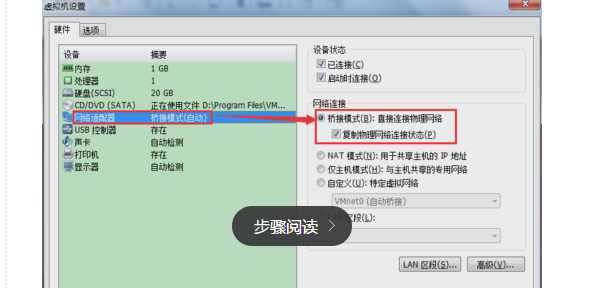 虚拟机设置
硬件 选项
设备 摘要
内存 1 GB
处理器 1
硬盘(SCSI) 20 GB
CD/DVD (SATA) 正在使用文件 D:\Program Files\VM...
网络适配器 桥接模式(自动)
USB 控制器 存在
声卡 自动检测
打印机 存在
显示器 自动检测
设备状态
已连接(C)
启动时连接(O)
网络连接
桥接模式(B): 直接连接物理网络
复制物理网络连接状态(P)
NAT 模式(N): 用于共享主机的 IP 地址
仅主机模式(H): 与主机共享的专用网络
自定义(U): 特定虚拟网络
VMnet0 (自动桥接)
LAN 区段(L):
步骤阅读
LAN 区段(S)... 高级(V)...